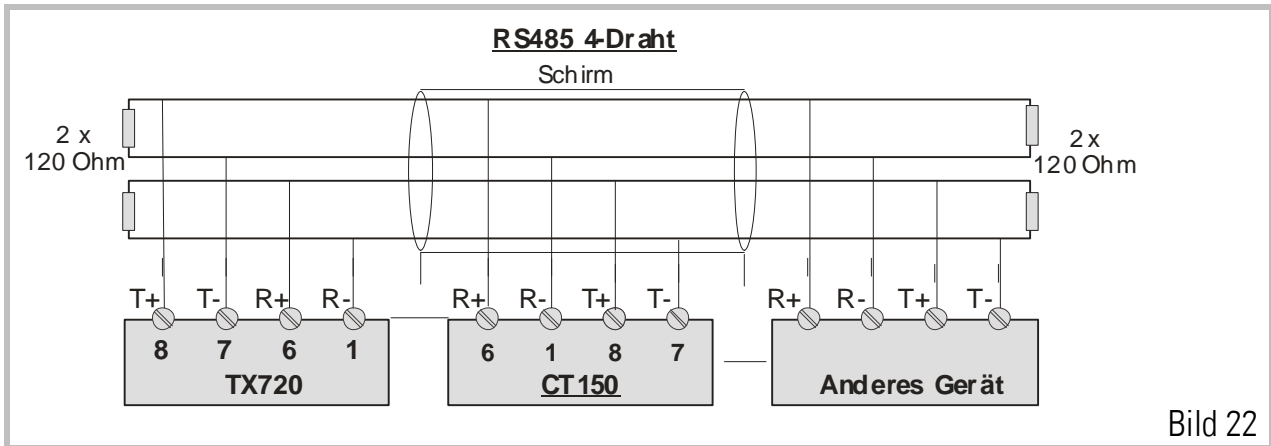 RS485 4-Draht
Schirm
2 x
120 Ohm
2 x
120 Ohm
T+ T- R+ R-
R+ R- T+ T-
R+ R- T+ T-
8 7 6 1
6 1 8 7
TX720
CT150
Anderes Gerät
Bild 22